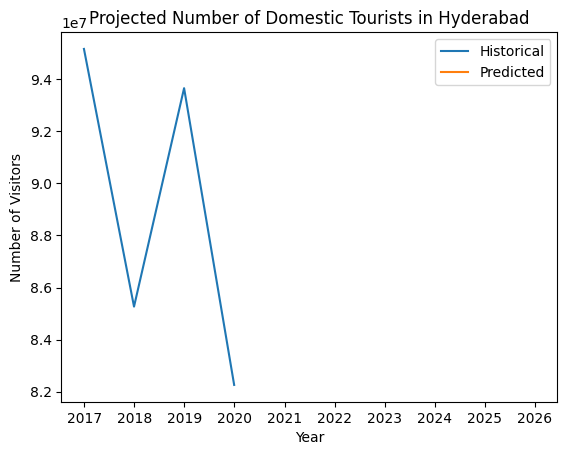 Projected Number of Domestic Tourists in Hyderabad
1e7
Historical
Predicted
9.4
9.2
9.0
8.8
8.6
8.4
8.2
Number of Visitors
2017 2018 2019 2020 2021 2022 2023 2024 2025 2026
Year